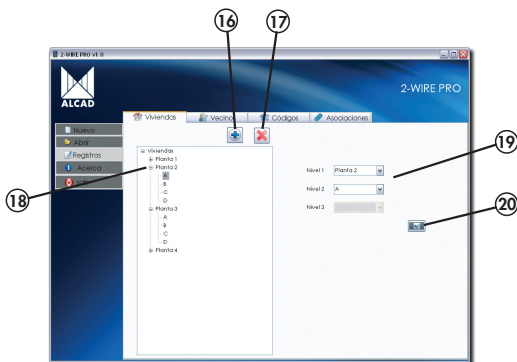 16 17
2-WIRE PRO v1.0
2-WIRE PRO
ALCAD
Viviendas Vecinos Códigos Asociaciones
Nuevo
Abrir
Registros
Acerca
Viviendas
Planta 1
Planta 2
A
B
C
D
Planta 3
A
B
C
D
Planta 4
Nivel 1 Planta 2
Nivel 2 A
Nivel 3
18
19
20